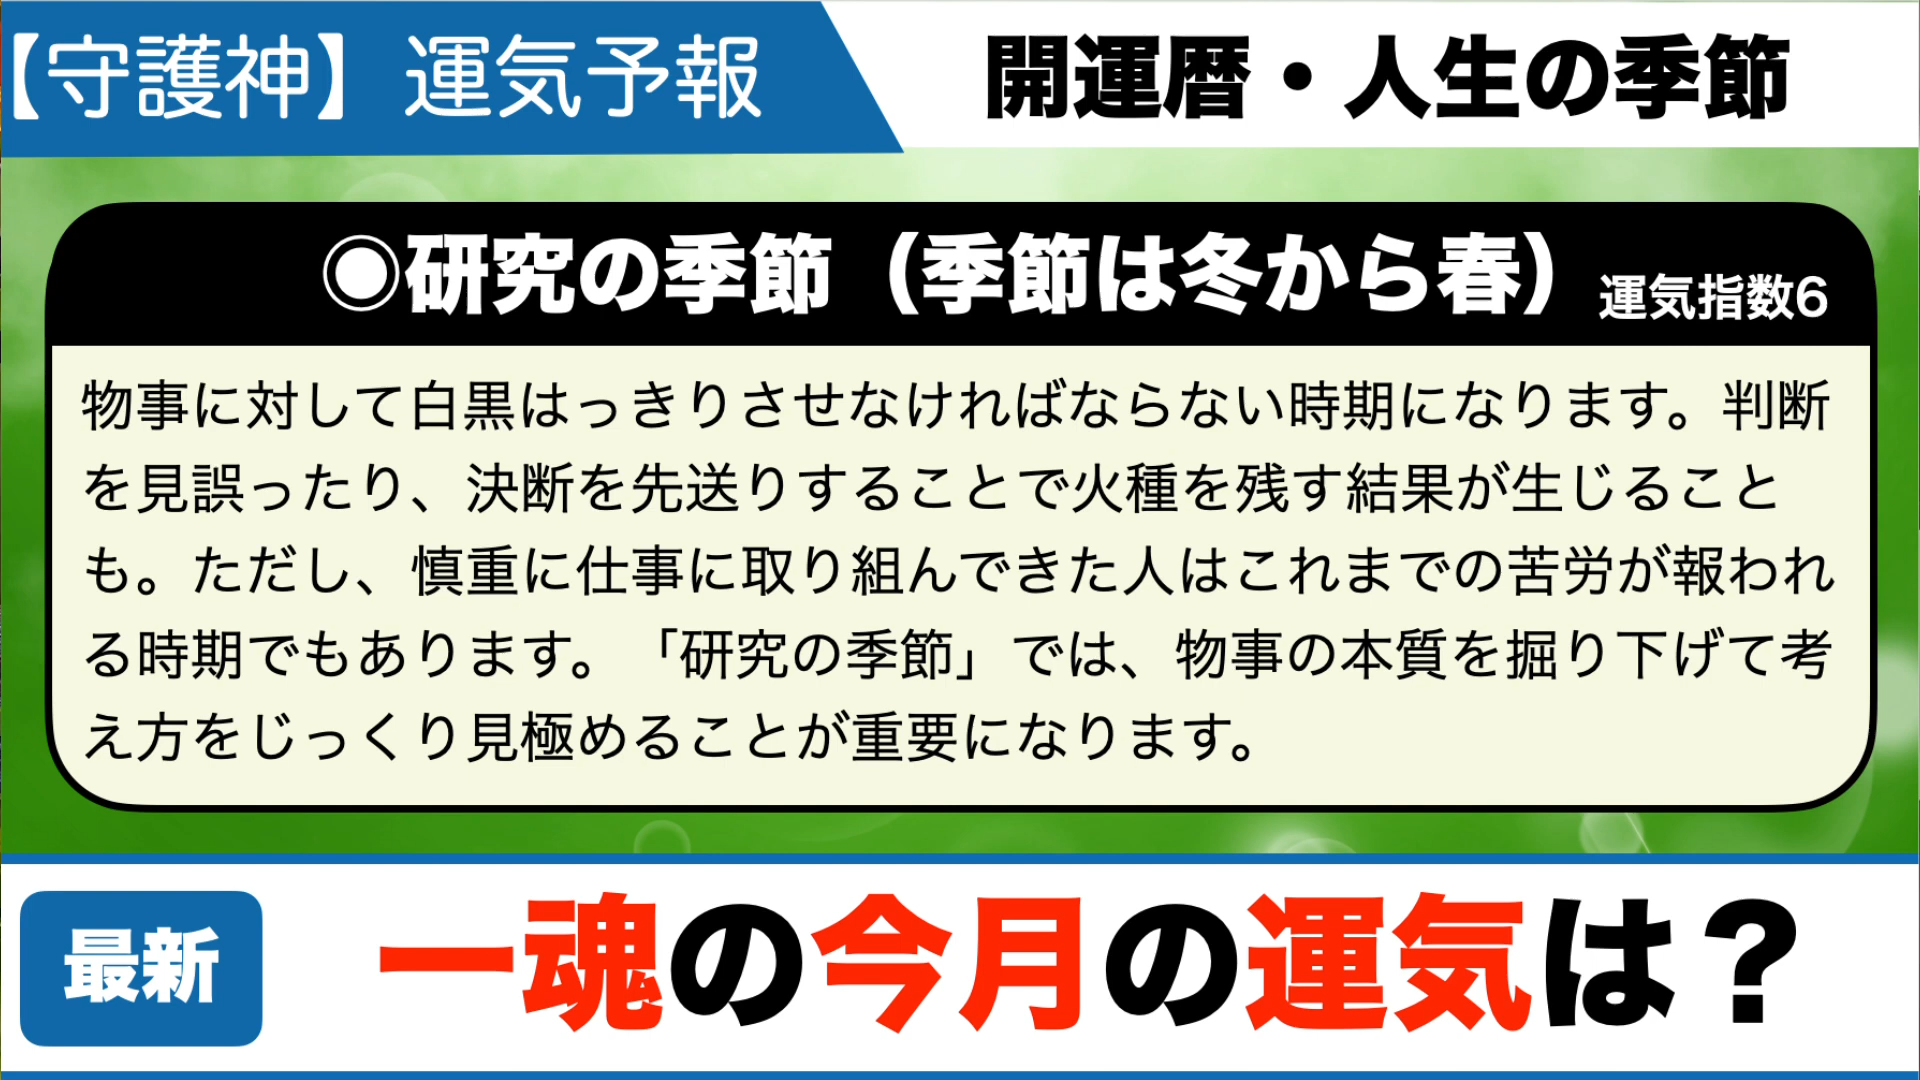 【守護神】運気予報
開運暦・人生の季節
◉研究の季節（季節は冬から春）運気指数6
物事に対して白黒はっきりさせなければならない時期になります。判断
を見誤ったり、決断を先送りすることで火種を残す結果が生じること
も。ただし、慎重に仕事に取り組んできた人はこれまでの苦労が報われ
る時期でもあります。「研究の季節」では、物事の本質を掘り下げて考
え方をじっくり見極めることが重要になります。
最新
一魂の今月の運気は？